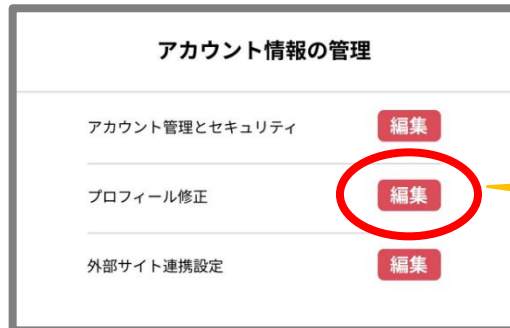 アカウント情報の管理
アカウント管理とセキュリティ 編集
プロフィール修正 編集
外部サイト連携設定 編集